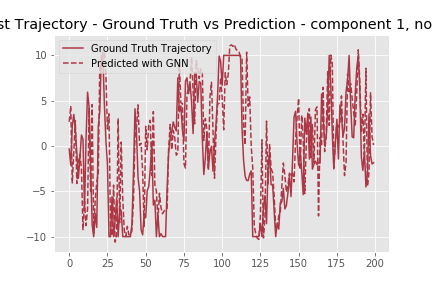 st Trajectory - Ground Truth vs Prediction - component 1, no
Ground Truth Trajectory
Predicted with GNN
10
5
0
−5
−10
0 25 50 75 100 125 150 175 200